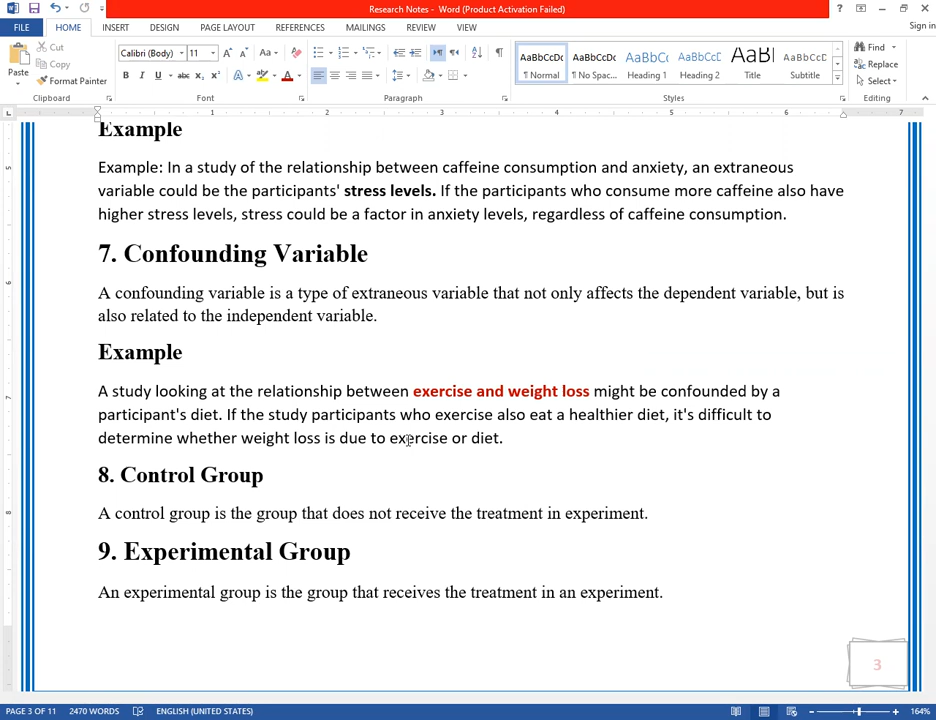 Research Notes - Word (Product Activation Failed)
FILE HOME INSERT DESIGN PAGE LAYOUT REFERENCES MAILINGS REVIEW VIEW Sign in
Paste Cut Copy Format Painter
Calibri (Body) 11
AaBbCcDc AaBbCcDc AaBbCc AaBbCcC AaB AaBbCcC
¶ Normal ¶ No Spac... Heading 1 Heading 2 Title Subtitle
Find Replace Select
Clipboard Font Paragraph Styles Editing
1 2 3 4 5 6 7
Example
Example: In a study of the relationship between caffeine consumption and anxiety, an extraneous
variable could be the participants' stress levels. If the participants who consume more caffeine also have
higher stress levels, stress could be a factor in anxiety levels, regardless of caffeine consumption.
7. Confounding Variable
A confounding variable is a type of extraneous variable that not only affects the dependent variable, but is
also related to the independent variable.
Example
A study looking at the relationship between exercise and weight loss might be confounded by a
participant's diet. If the study participants who exercise also eat a healthier diet, it's difficult to
determine whether weight loss is due to exercise or diet.
8. Control Group
A control group is the group that does not receive the treatment in experiment.
9. Experimental Group
An experimental group is the group that receives the treatment in an experiment.
3
PAGE 3 OF 11 2470 WORDS ENGLISH (UNITED STATES) 164%